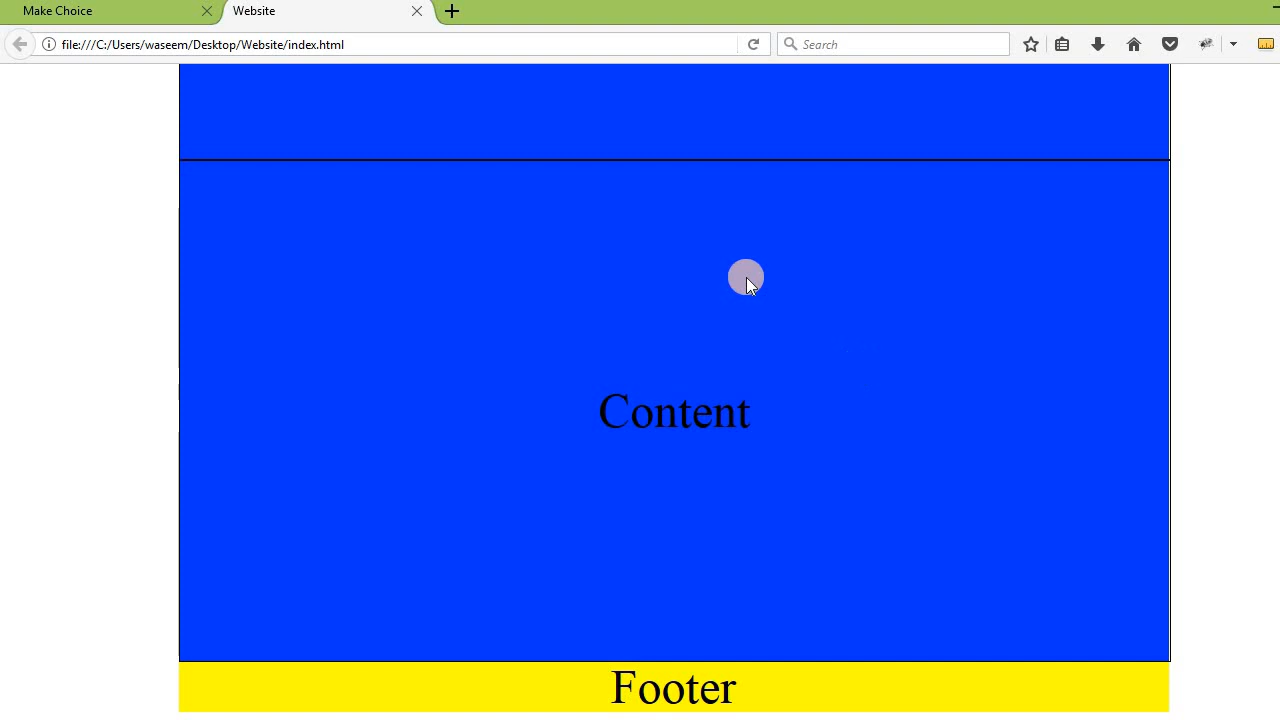 Make Choice
Website
file:///C:/Users/waseem/Desktop/Website/index.html
Search
Content
Footer